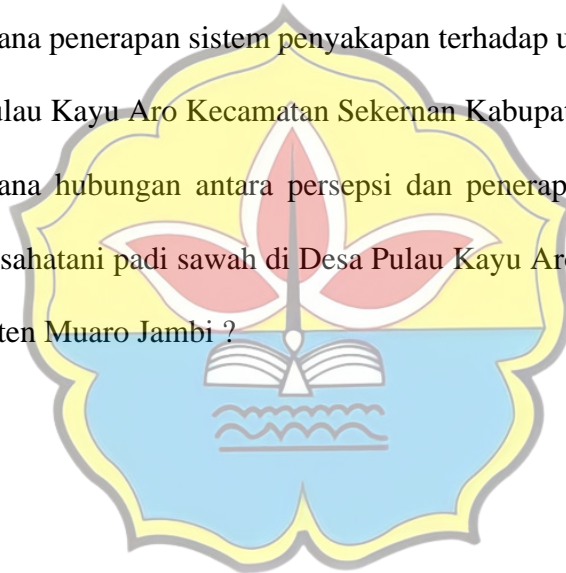 ana penerapan sistem penyakapan terhadap u
ulau Kayu Aro Kecamatan Sekernan Kabupat
ana hubungan antara persepsi dan penerap
sahatani padi sawah di Desa Pulau Kayu Aro
ten Muaro Jambi ?